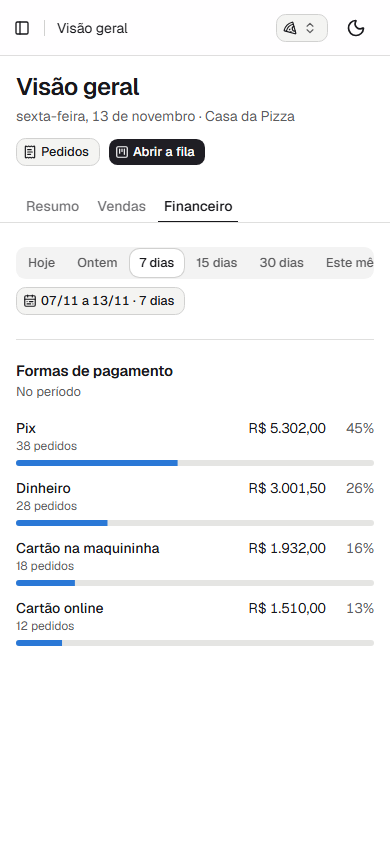 Visão geral
Visão geral
sexta-feira, 13 de novembro · Casa da Pizza
Pedidos
Abrir a fila
Resumo
Vendas
Financeiro
Hoje
Ontem
7 dias
15 dias
30 dias
Este mê
07/11 a 13/11 · 7 dias
Formas de pagamento
No período
Pix R$ 5.302,00 45%
38 pedidos
Dinheiro R$ 3.001,50 26%
28 pedidos
Cartão na maquininha R$ 1.932,00 16%
18 pedidos
Cartão online R$ 1.510,00 13%
12 pedidos